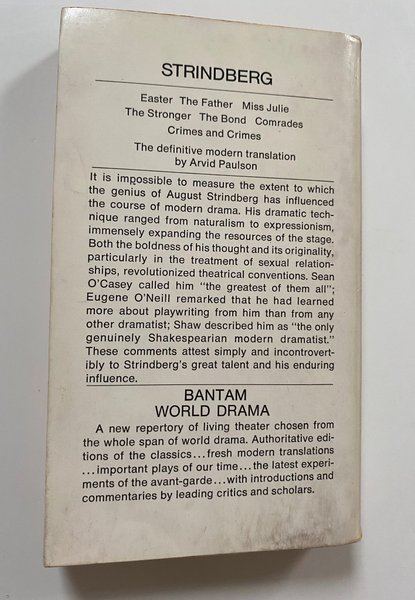 STRINDBERG
Easter The Father Miss Julie
The Stronger The Bond Comrades
Crimes and Crimes
The definitive modern translation
by Arvid Paulson
It is impossible to measure the extent to which
the genius of August Strindberg has influenced
the course of modern drama. His dramatic tech-
nique ranged from naturalism to expressionism,
immensely expanding the resources of the stage.
Both the boldness of his thought and its originality,
particularly in the treatment of sexual relation-
ships, revolutionized theatrical conventions. Sean
O'Casey called him "the greatest of them all";
Eugene O'Neill remarked that he had learned
more about playwriting from him than from any
other dramatist; Shaw described him as "the only
genuinely Shakespearian modern dramatist."
These comments attest simply and incontrovert-
ibly to Strindberg's great talent and his enduring
influence.
BANTAM
WORLD DRAMA
A new repertory of living theater chosen from
the whole span of world drama. Authoritative edi-
tions of the classics...fresh modern translations
...important plays of our time...the latest experi-
ments of the avant-garde...with introductions and
commentaries by leading critics and scholars.